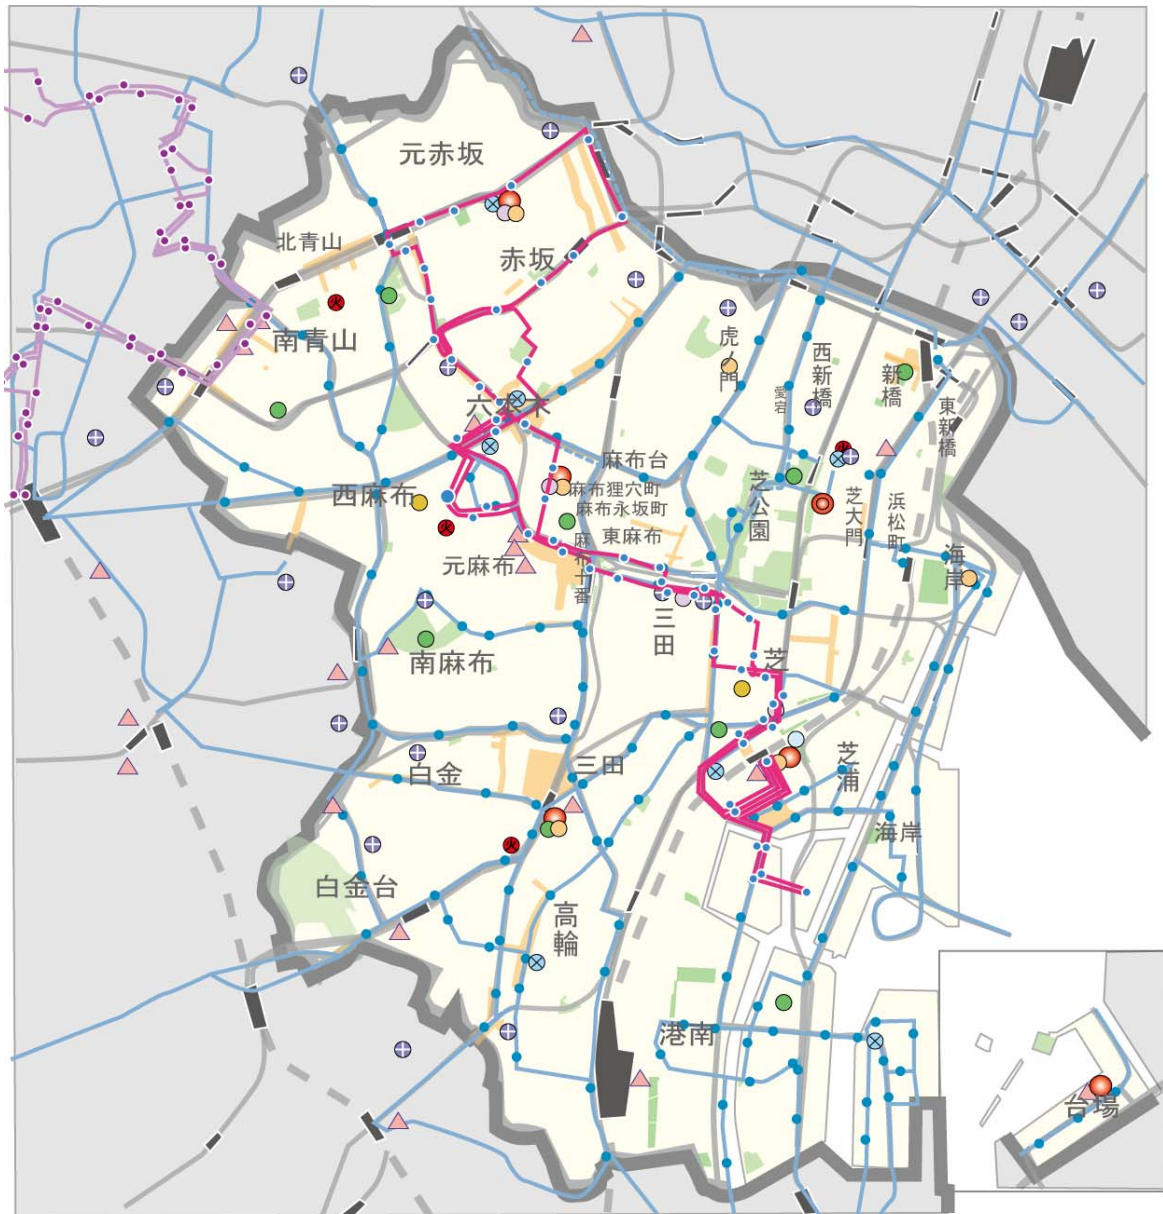 元赤坂
北青山
赤坂
南青山
虎ノ門
西新橋
愛宕
新橋
東新橋
六本木
麻布台
麻布狸穴町
麻布永坂町
東麻布
西麻布
元麻布
麻布十番
芝公園
芝大門
浜松町
海岸
三田
芝
南麻布
白金
三田
芝浦
海岸
白金台
高輪
港南
台場
火
火
火
火